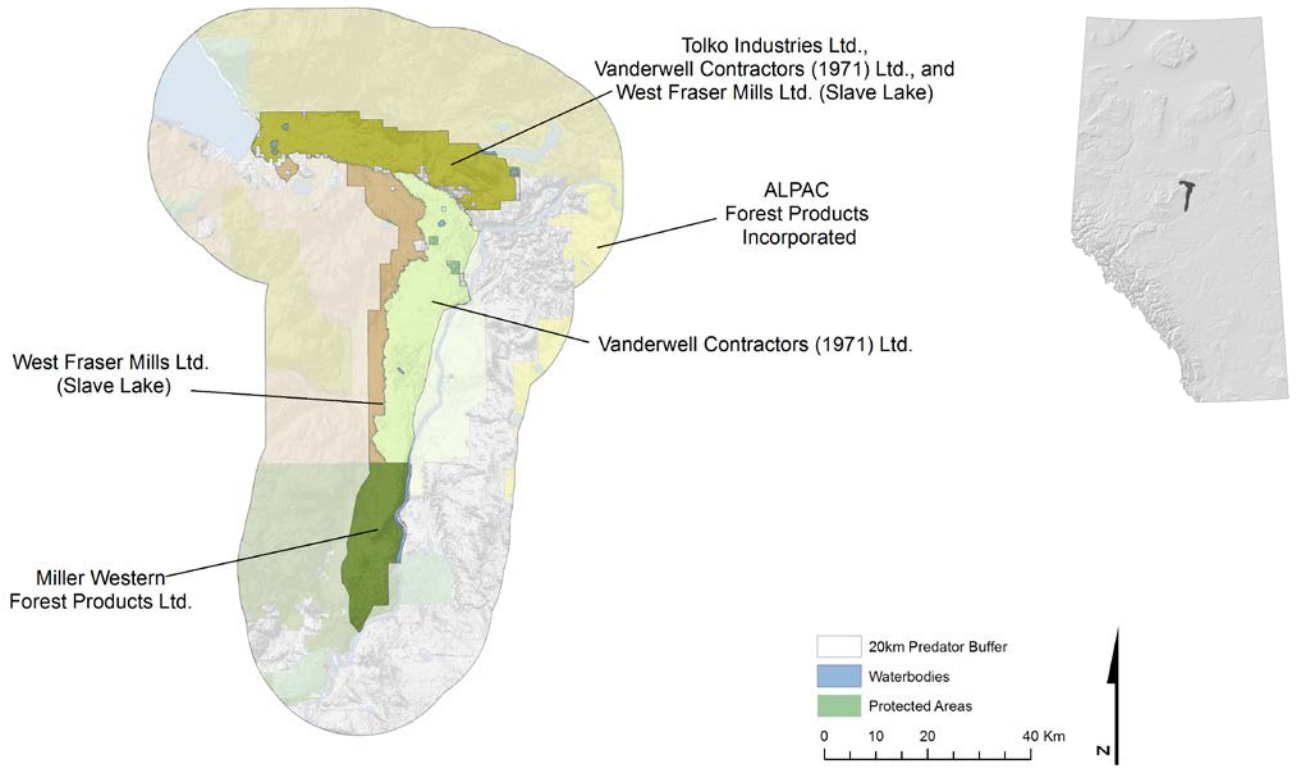 Tolko Industries Ltd.,
Vanderwell Contractors (1971) Ltd., and
West Fraser Mills Ltd. (Slave Lake)
ALPAC
Forest Products
Incorporated
Vanderwell Contractors (1971) Ltd.
West Fraser Mills Ltd.
(Slave Lake)
Miller Western
Forest Products Ltd.
20km Predator Buffer
Waterbodies
Protected Areas
0 10 20 40 Km
N